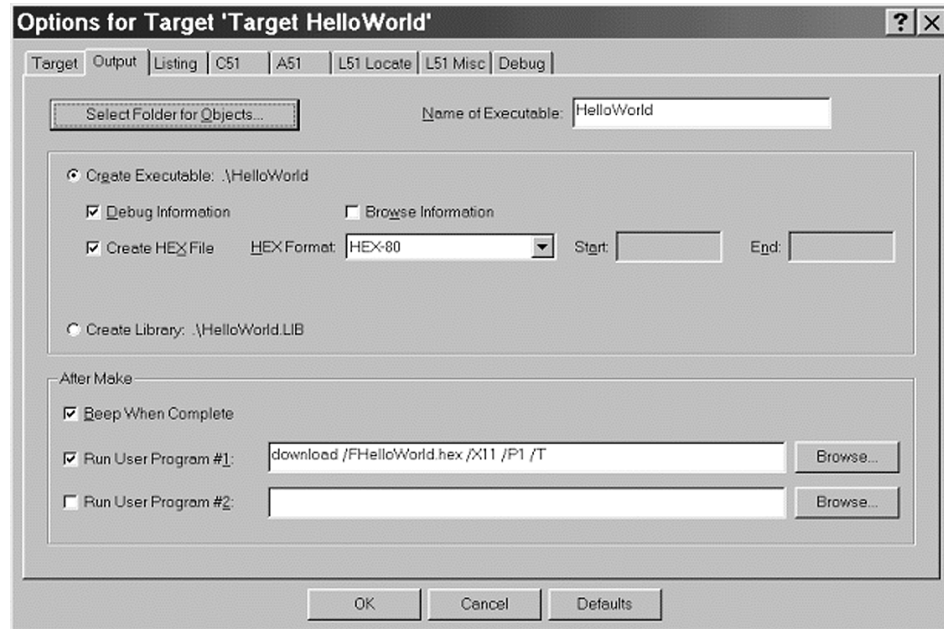 Options for Target 'Target HelloWorld'
Target Output Listing C51 A51 L51 Locate L51 Misc Debug
Select Folder for Objects... Name of Executable: HelloWorld
Create Executable: .\HelloWorld
Debug Information Browse Information
Create HEX File HEX Format: HEX-80 Start: End:
Create Library: .\HelloWorld.LIB
After Make
Beep When Complete
Run User Program #1: download /FHelloWorld.hex /X11 /P1 /T Browse...
Run User Program #2: Browse...
OK Cancel Defaults